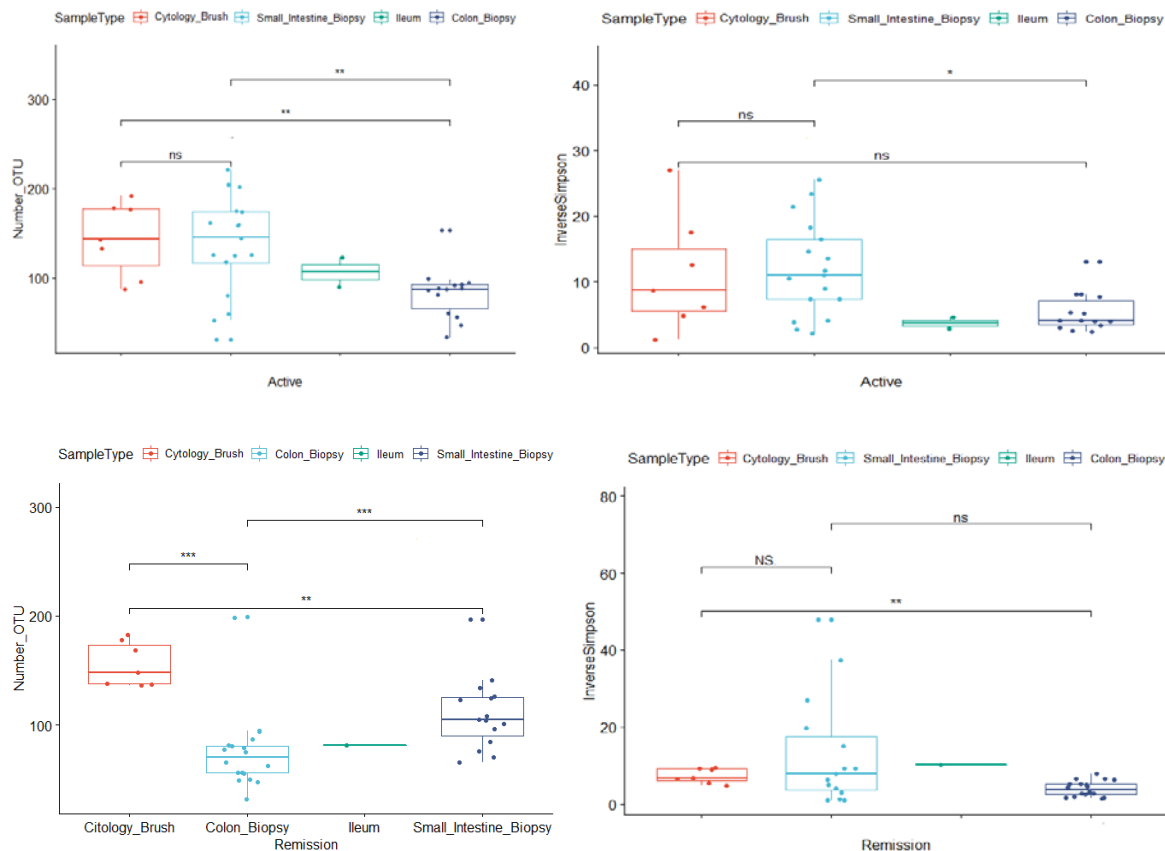 SampleType Cytology_Brush Small_Intestine_Biopsy Ileum Colon_Biopsy
300
200
100
0
Number_OTU
**
**
ns
Active
SampleType Cytology_Brush Small_Intestine_Biopsy Ileum Colon_Biopsy
40
30
20
10
0
InverseSimpson
*
ns
ns
Active
SampleType Cytology_Brush Colon_Biopsy Ileum Small_Intestine_Biopsy
300
200
100
Number_OTU
***
***
**
Citology_Brush Colon_Biopsy Ileum Small_Intestine_Biopsy
Remission
SampleType Cytology_Brush Small_Intestine_Biopsy Ileum Colon_Biopsy
80
60
40
20
0
InverseSimpson
ns
NS
**
Remission